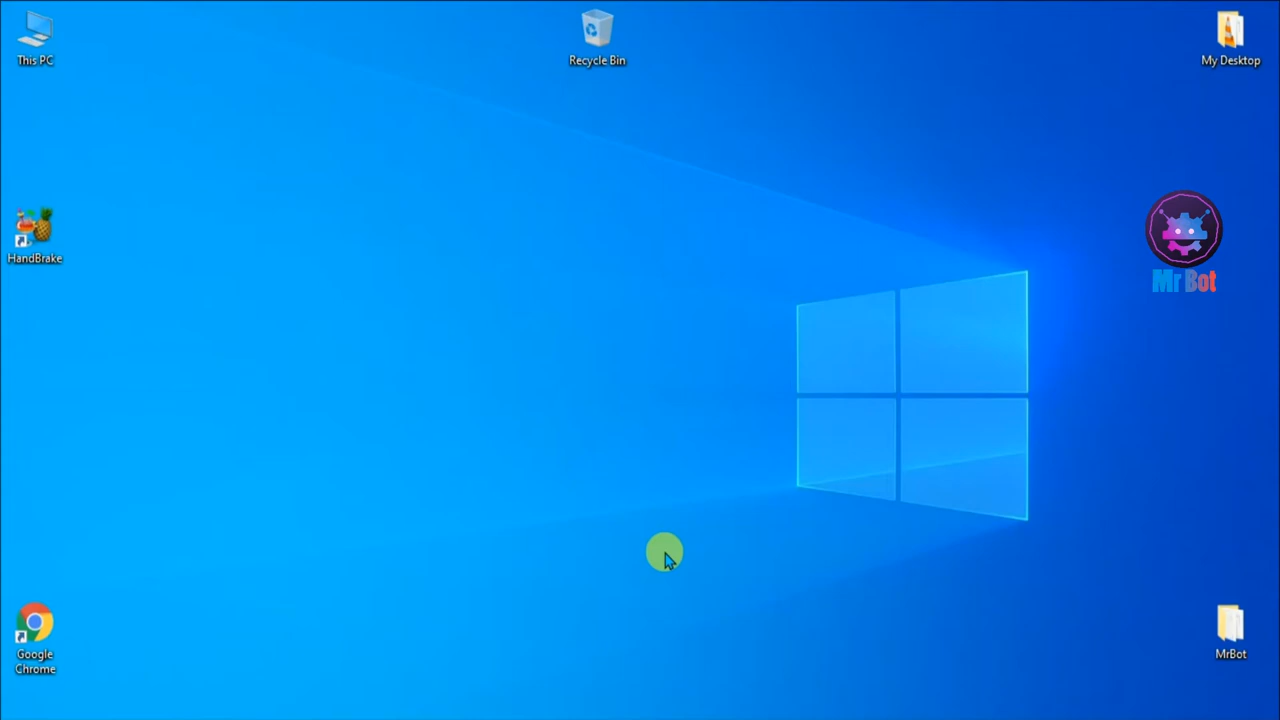 This PC
Recycle Bin
My Desktop
HandBrake
Mr Bot
Google
Chrome
MrBot